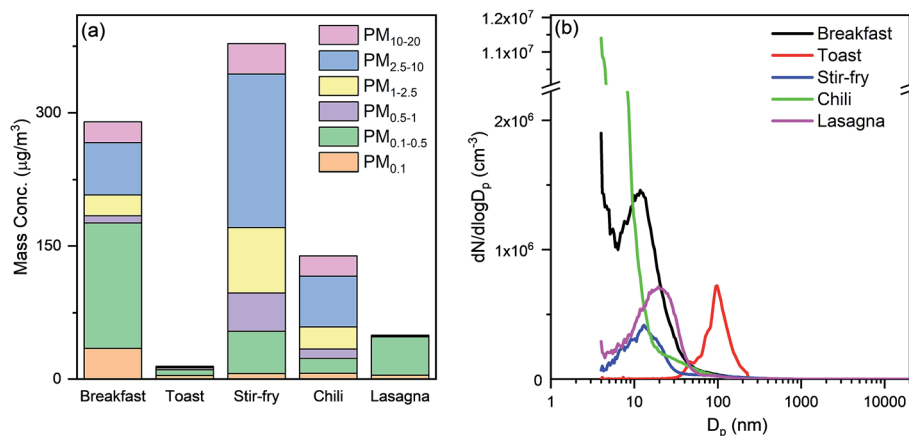 (a)
PM10-20
PM2.5-10
PM1-2.5
PM0.5-1
PM0.1-0.5
PM0.1
300
150
0
Mass Conc. (μg/m³)
Breakfast Toast Stir-fry Chili Lasagna
(b)
Breakfast
Toast
Stir-fry
Chili
Lasagna
1.2x10⁷
1.1x10⁷
2x10⁶
1x10⁶
0
dN/dlogDp (cm⁻³)
1 10 100 1000 10000
Dp (nm)